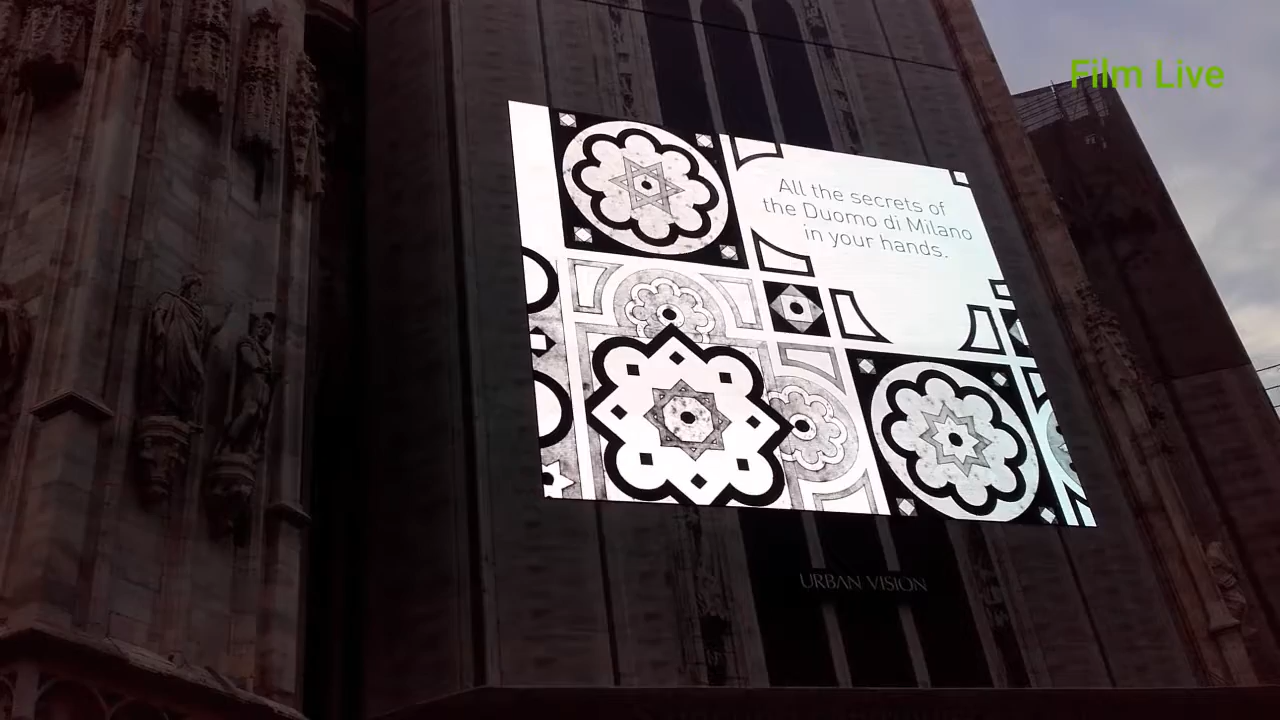 Film Live
All the secrets of
the Duomo di Milano
in your hands.
URBAN VISION